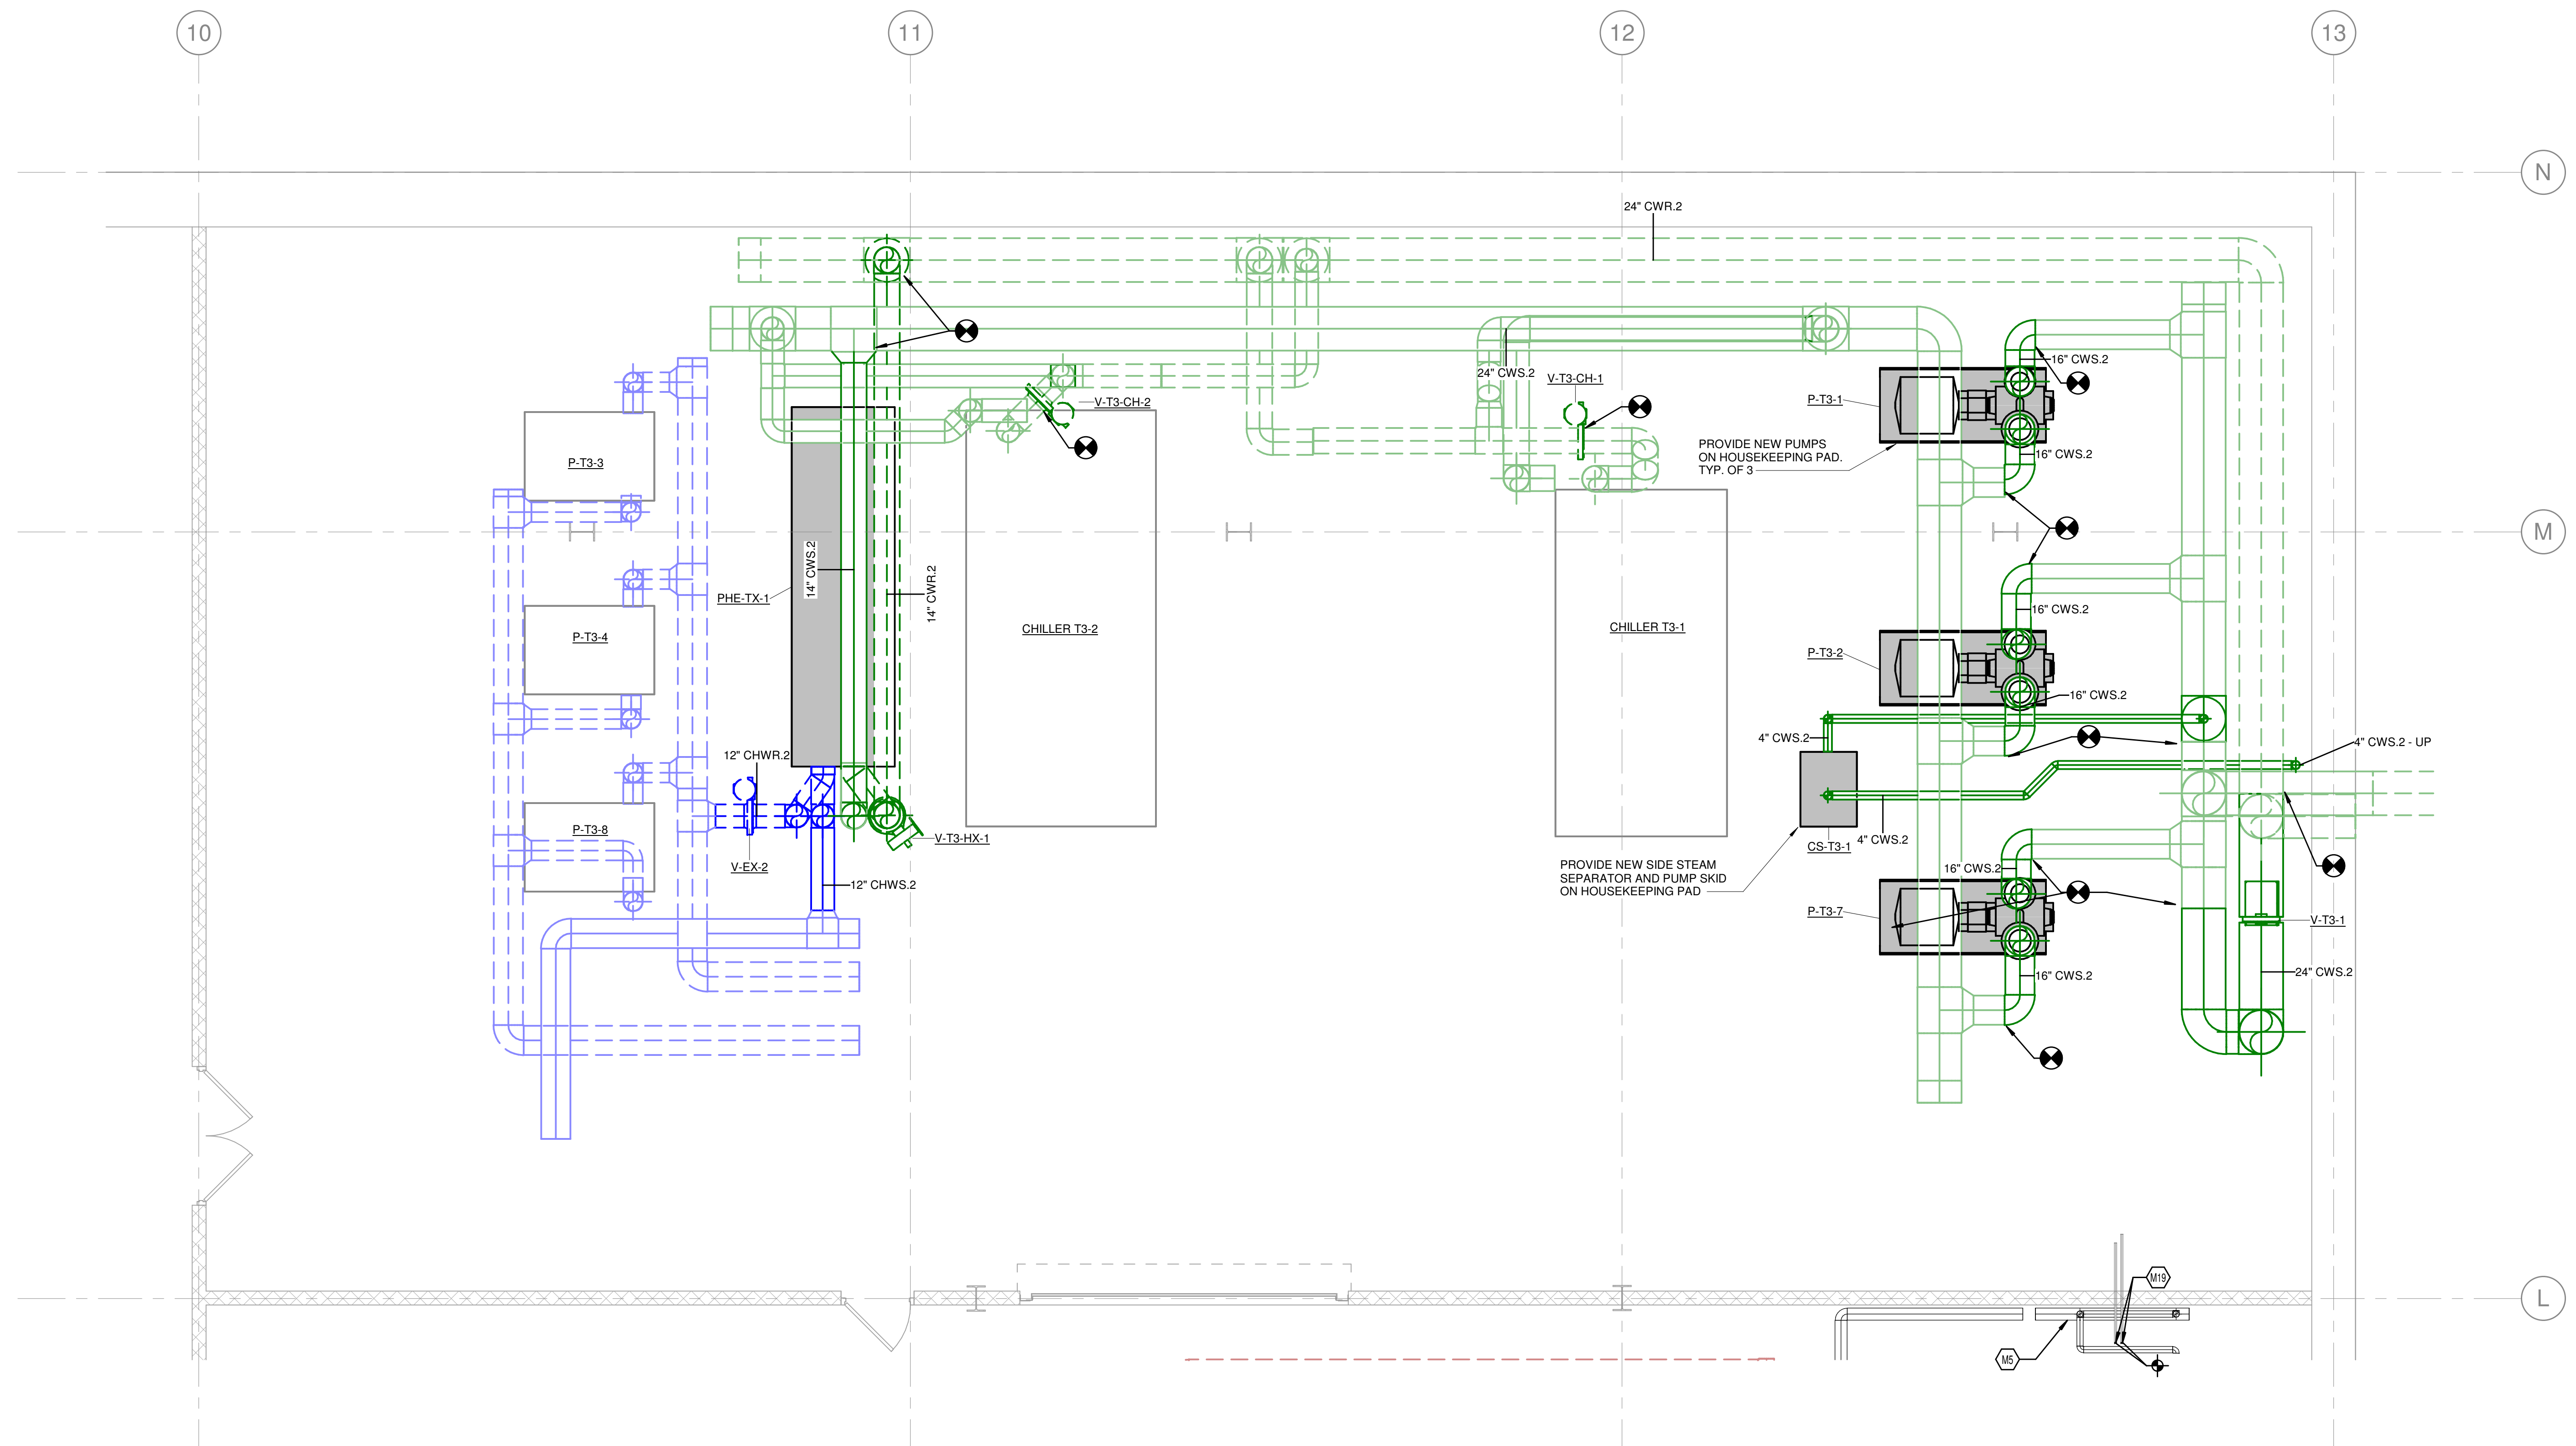 10
11
12
13
N
24" CWR.2
16" CWS.2
24" CWS.2
V-T3-CH-1
V-T3-CH-2
P-T3-1
PROVIDE NEW PUMPS
ON HOUSEKEEPING PAD.
TYP. OF 3
16" CWS.2
P-T3-3
M
14" CWS.2
14" CWR.2
PHE-TX-1
16" CWS.2
P-T3-4
CHILLER T3-2
CHILLER T3-1
P-T3-2
16" CWS.2
4" CWS.2
4" CWS.2 - UP
12" CHWR.2
P-T3-8
V-T3-HX-1
4" CWS.2
CS-T3-1
V-EX-2
PROVIDE NEW SIDE STEAM
SEPARATOR AND PUMP SKID
ON HOUSEKEEPING PAD
16" CWS.2
12" CHWS.2
P-T3-7
V-T3-1
24" CWS.2
16" CWS.2
M19
L
M5